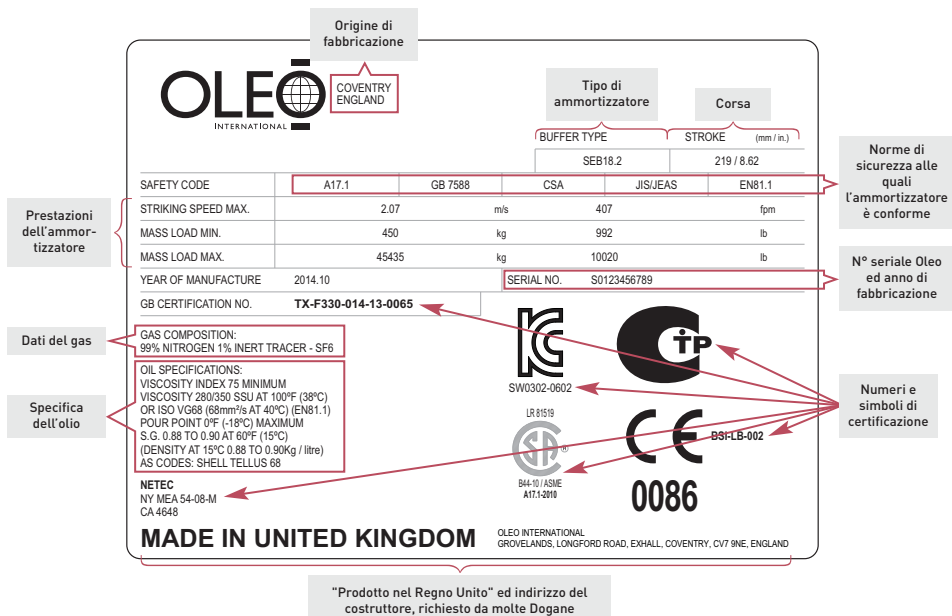 Origine di
fabbricazione
OLEO
INTERNATIONAL
COVENTRY
ENGLAND
Tipo di
ammortizzatore
Corsa
BUFFER TYPE STROKE (mm / in.)
SEB18.2 219 / 8.62
Norme di
sicurezza alle
quali
l'ammortizzatore
è conforme
SAFETY CODE A17.1 GB 7588 CSA JIS/JEAS EN81.1
Prestazioni
dell'ammor-
tizzatore
STRIKING SPEED MAX. 2.07 m/s 407 fpm
MASS LOAD MIN. 450 kg 992 lb
MASS LOAD MAX. 45435 kg 10020 lb
YEAR OF MANUFACTURE 2014.10 SERIAL NO. S0123456789
N° seriale Oleo
ed anno di
fabbricazione
GB CERTIFICATION NO. TX-F330-014-13-0065
Dati del gas
GAS COMPOSITION:
99% NITROGEN 1% INERT TRACER - SF6
Specifica
dell'olio
OIL SPECIFICATIONS:
VISCOSITY INDEX 75 MINIMUM
VISCOSITY 280/350 SSU AT 100ºF (38ºC)
OR ISO VG68 (68mm²/s AT 40ºC) (EN81.1)
POUR POINT 0ºF (-18ºC) MAXIMUM
S.G. 0.88 TO 0.90 AT 60ºF (15ºC)
(DENSITY AT 15ºC 0.88 TO 0.90Kg / litre)
AS CODES: SHELL TELLUS 68
NETEC
NY MEA 54-08-M
CA 4648
SW0302-0602
LR 81519
®
B44-10 / ASME
A17.1-2010
TP
CE BSI-LB-002
0086
Numeri e
simboli di
certificazione
MADE IN UNITED KINGDOM
OLEO INTERNATIONAL
GROVELANDS, LONGFORD ROAD, EXHALL, COVENTRY, CV7 9NE, ENGLAND
"Prodotto nel Regno Unito" ed indirizzo del
costruttore, richiesto da molte Dogane